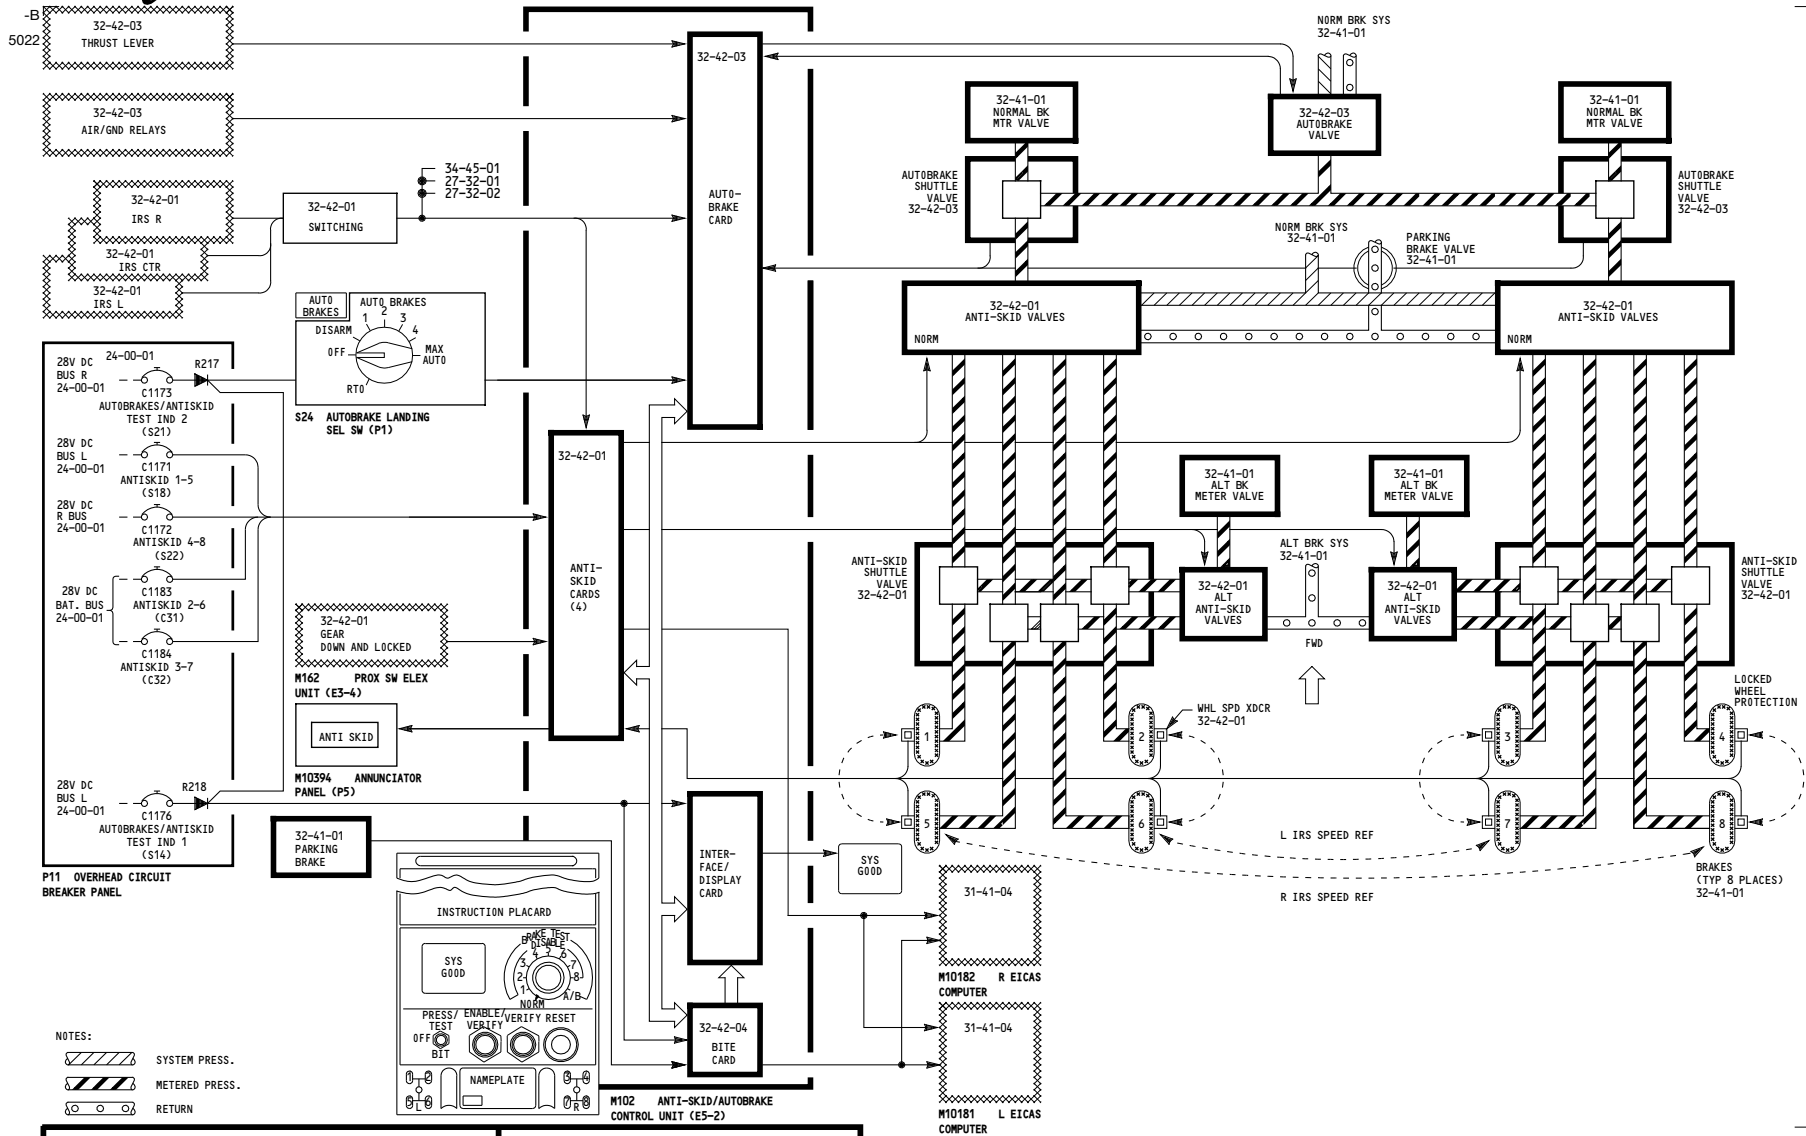 -B
5022
32-42-03
THRUST LEVER
32-42-03
AIR/GND RELAYS
32-42-01
IRS R
32-42-01
IRS CTR
32-42-01
IRS L
32-42-01
SWITCHING
34-45-01
27-32-01
27-32-02
AUTO
BRAKES
AUTO BRAKES
DISARM
1
2
3
4
OFF
MAX
AUTO
RTO
S24 AUTOBRAKE LANDING
SEL SW (P1)
24-00-01
28V DC
BUS R
24-00-01
R217
C1173
AUTOBRAKES/ANTISKID
TEST IND 2
(S21)
28V DC
BUS L
24-00-01
C1171
ANTISKID 1-5
(S18)
28V DC
R BUS
24-00-01
C1172
ANTISKID 4-8
(S22)
28V DC
BAT. BUS
24-00-01
C1183
ANTISKID 2-6
(C31)
C1184
ANTISKID 3-7
(C32)
28V DC
BUS L
24-00-01
R218
C1176
AUTOBRAKES/ANTISKID
TEST IND 1
(S14)
P11 OVERHEAD CIRCUIT
BREAKER PANEL
32-42-01
GEAR
DOWN AND LOCKED
M162 PROX SW ELEX
UNIT (E3-4)
ANTI SKID
M10394 ANNUNCIATOR
PANEL (P5)
32-41-01
PARKING
BRAKE
INSTRUCTION PLACARD
SYS
GOOD
BRAKE TEST
DISABLE
1
2
3
4
5
6
7
8
A/B
NORM
PRESS/
TEST
ENABLE/
VERIFY
VERIFY
RESET
OFF
BIT
NAMEPLATE
1 2
5 6
L
3 4
7 8
R
32-42-03
AUTO-
BRAKE
CARD
32-42-01
ANTI-
SKID
CARDS
(4)
INTER-
FACE/
DISPLAY
CARD
32-42-04
BITE
CARD
M102 ANTI-SKID/AUTOBRAKE
CONTROL UNIT (E5-2)
SYS
GOOD
31-41-04
M10182 R EICAS
COMPUTER
31-41-04
M10181 L EICAS
COMPUTER
NORM BRK SYS
32-41-01
32-41-01
NORMAL BK
MTR VALVE
32-42-03
AUTOBRAKE
VALVE
32-41-01
NORMAL BK
MTR VALVE
AUTOBRAKE
SHUTTLE
VALVE
32-42-03
AUTOBRAKE
SHUTTLE
VALVE
32-42-03
NORM BRK SYS
32-41-01
PARKING
BRAKE VALVE
32-41-01
32-42-01
ANTI-SKID VALVES
NORM
32-42-01
ANTI-SKID VALVES
NORM
32-41-01
ALT BK
METER VALVE
32-41-01
ALT BK
METER VALVE
ALT BRK SYS
32-41-01
ANTI-SKID
SHUTTLE
VALVE
32-42-01
32-42-01
ALT
ANTI-SKID
VALVES
32-42-01
ALT
ANTI-SKID
VALVES
ANTI-SKID
SHUTTLE
VALVE
32-42-01
FWD
WHL SPD XDCR
32-42-01
LOCKED
WHEEL
PROTECTION
1
2
3
4
5
6
7
8
L IRS SPEED REF
R IRS SPEED REF
BRAKES
(TYP 8 PLACES)
32-41-01
NOTES:
SYSTEM PRESS.
METERED PRESS.
RETURN